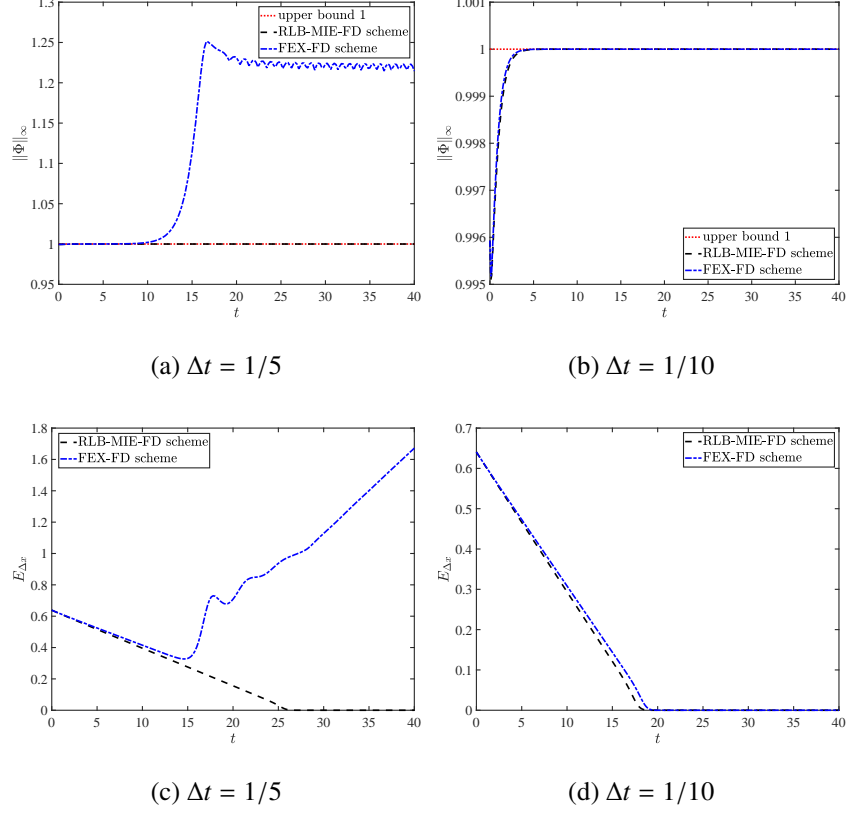 1.3
1.25
1.2
1.15
1.1
1.05
1
0.95
‖Φ‖∞
0 5 10 15 20 25 30 35 40
t
upper bound 1
RLB-MIE-FD scheme
FEX-FD scheme
(a) Δt = 1/5
1.001
1
0.999
0.998
0.997
0.996
0.995
‖Φ‖∞
0 5 10 15 20 25 30 35 40
t
upper bound 1
RLB-MIE-FD scheme
FEX-FD scheme
(b) Δt = 1/10
1.8
1.6
1.4
1.2
1
0.8
0.6
0.4
0.2
0
E_Δx
0 5 10 15 20 25 30 35 40
t
RLB-MIE-FD scheme
FEX-FD scheme
(c) Δt = 1/5
0.7
0.6
0.5
0.4
0.3
0.2
0.1
0
E_Δx
0 5 10 15 20 25 30 35 40
t
RLB-MIE-FD scheme
FEX-FD scheme
(d) Δt = 1/10